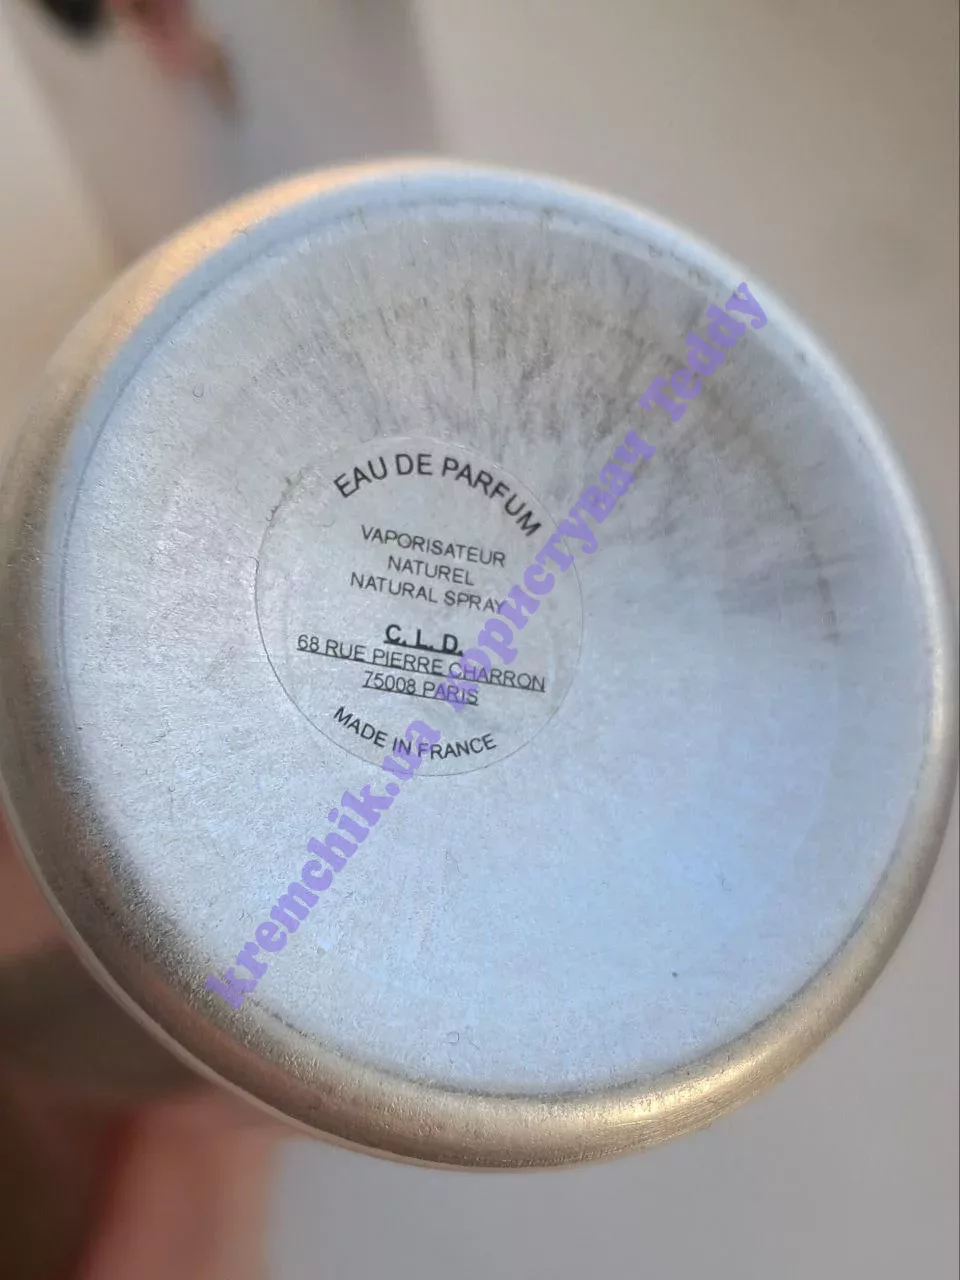 EAU DE PARFUM
VAPORISATEUR
NATUREL
NATURAL SPRAY
C. L. D.
68 RUE PIERRE CHARRON
75008 PARIS
MADE IN FRANCE
kremchik.ua Користувач Teddy